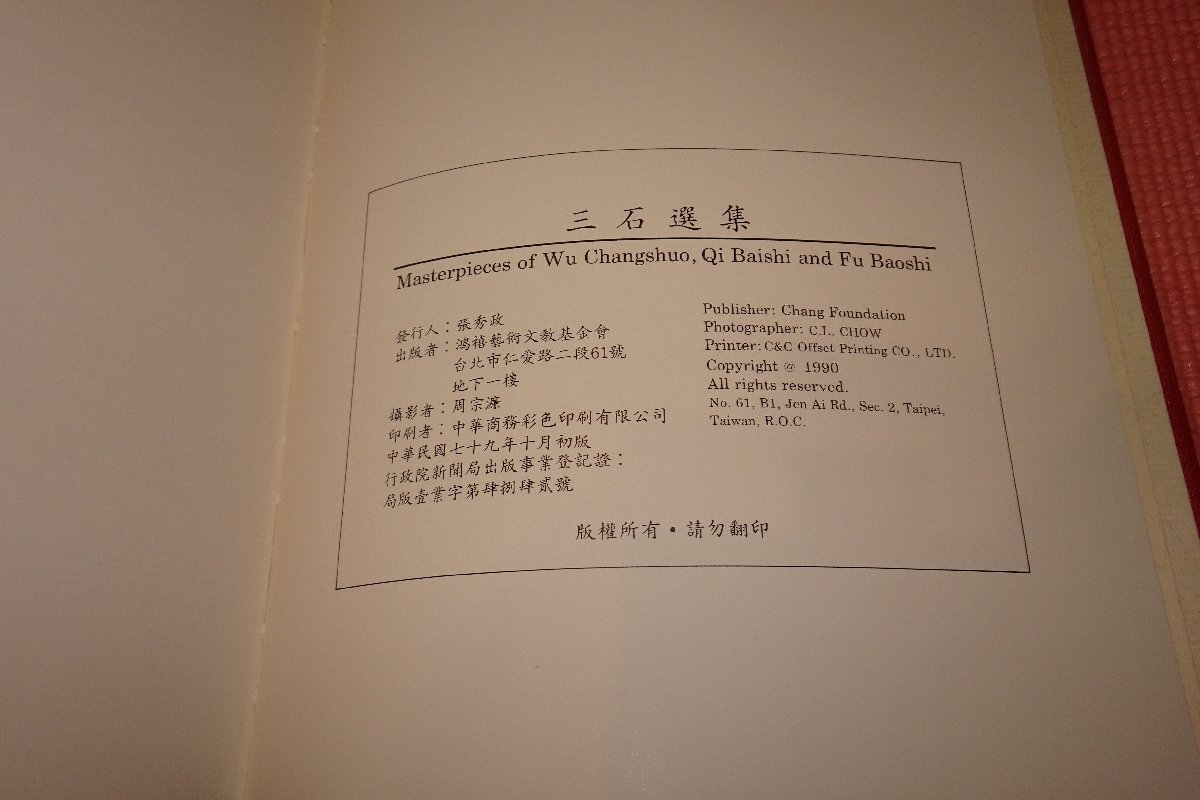 三石選集
Masterpieces of Wu Changshuo, Qi Baishi and Fu Baoshi
發行人：張秀政
出版者：鴻禧藝術文教基金會
台北市仁愛路二段61號
地下一樓
攝影者：周宗濂
印刷者：中華商務彩色印刷有限公司
中華民國七十九年十月初版
行政院新聞局出版事業登記證：
局版壹業字第肆捌肆貳號
Publisher: Chang Foundation
Photographer: C.L. CHOW
Printer: C&C Offset Printing CO., LTD.
Copyright @ 1990
All rights reserved.
No. 61, B1, Jen Ai Rd., Sec. 2, Taipei,
Taiwan, R.O.C.
版權所有・請勿翻印